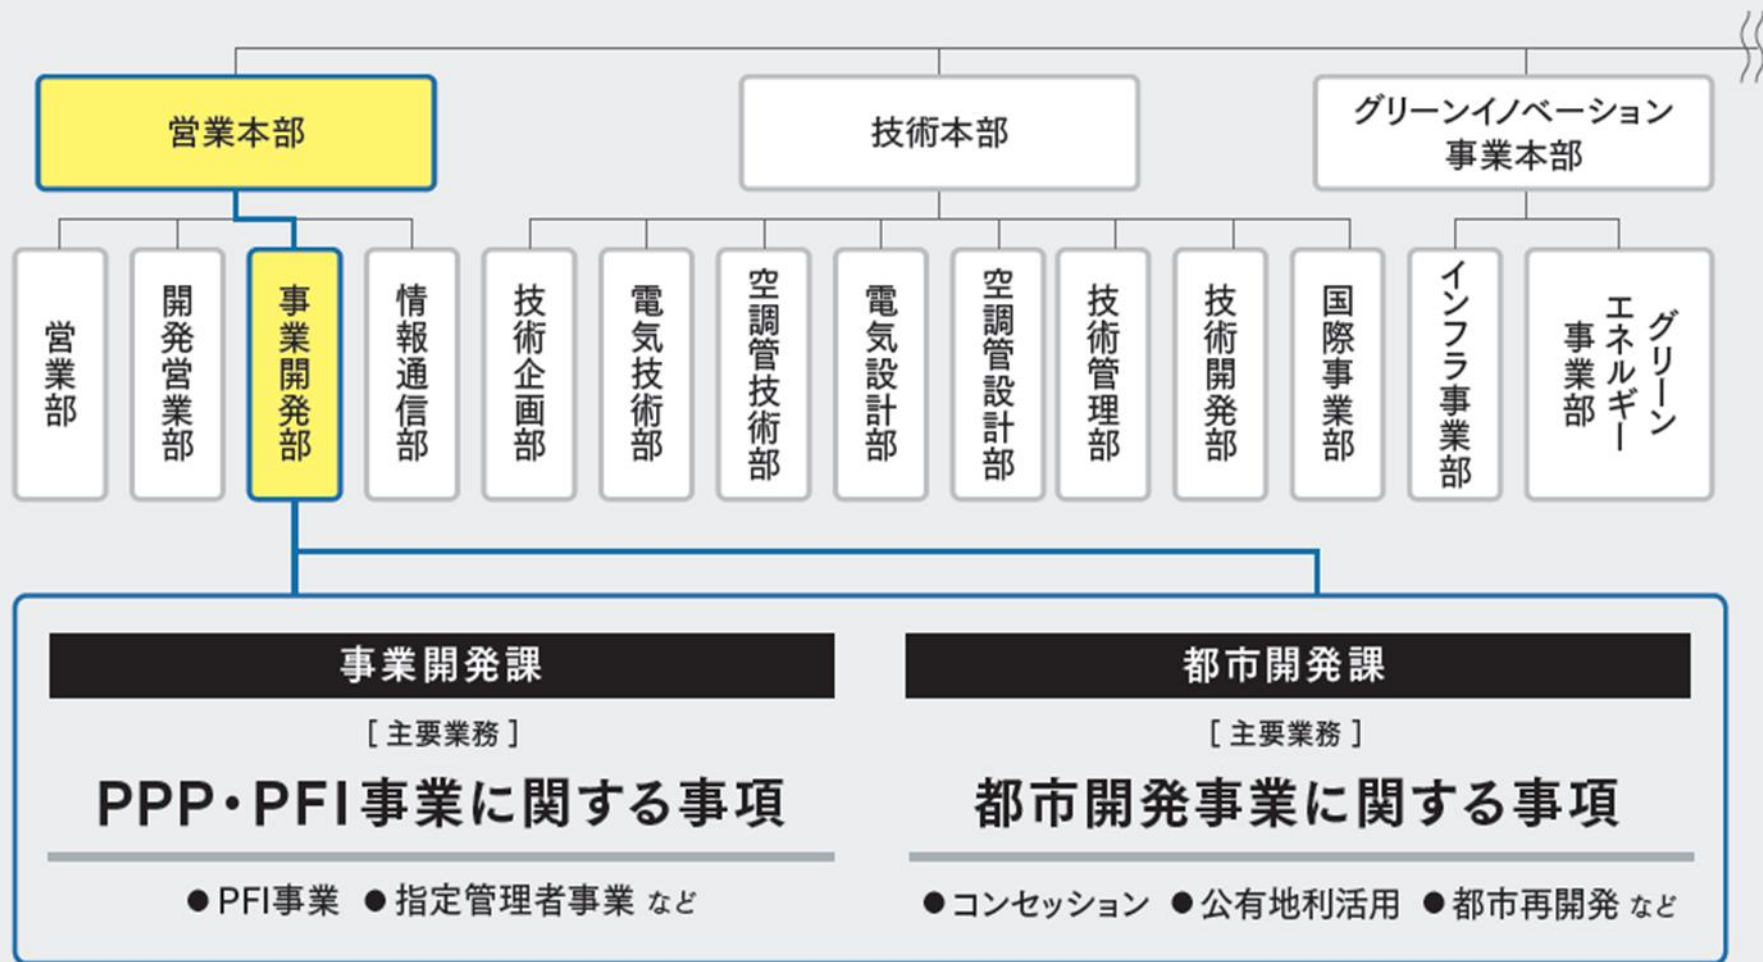 営業本部
技術本部
グリーンイノベーション
事業本部
営業部
開発営業部
事業開発部
情報通信部
技術企画部
電気技術部
空調管技術部
電気設計部
空調管設計部
技術管理部
技術開発部
国際事業部
インフラ事業部
グリーン
エネルギー
事業部
事業開発課
[ 主要業務 ]
PPP・PFI事業に関する事項
●PFI事業 ●指定管理者事業 など
都市開発課
[ 主要業務 ]
都市開発事業に関する事項
●コンセッション ●公有地利活用 ●都市再開発 など